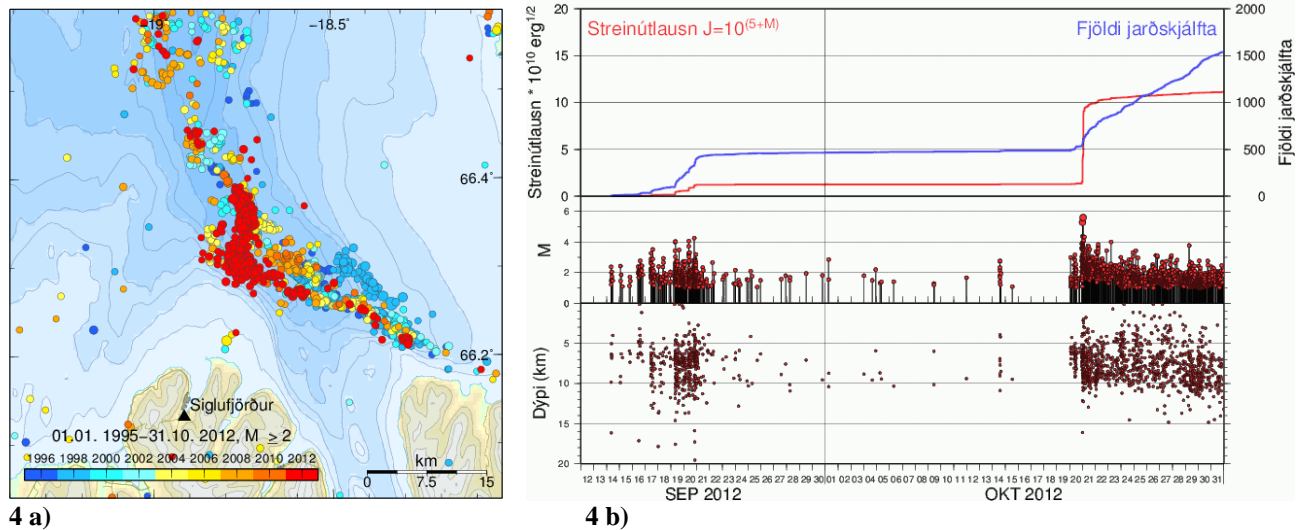 -19
-18.5°
66.4°
66.2°
Siglufjörður
01.01. 1995-31.10. 2012, M ≥ 2
1996 1998 2000 2002 2004 2006 2008 2010 2012
km
0 7.5 15
4 a)
Streinútlausn J=10^(5+M)
Fjöldi jarðskjálfta
Streinútlausn * 10^10 erg^1/2
20
15
10
5
0
2000
1500
1000
500
0
Fjöldi jarðskjálfta
M
6
4
2
0
Dýpi (km)
5
10
15
20
12 13 14 15 16 17 18 19 20 21 22 23 24 25 26 27 28 29 30 01 02 03 04 05 06 07 08 09 10 11 12 13 14 15 16 17 18 19 20 21 22 23 24 25 26 27 28 29 30 31
SEP 2012
OKT 2012
4 b)